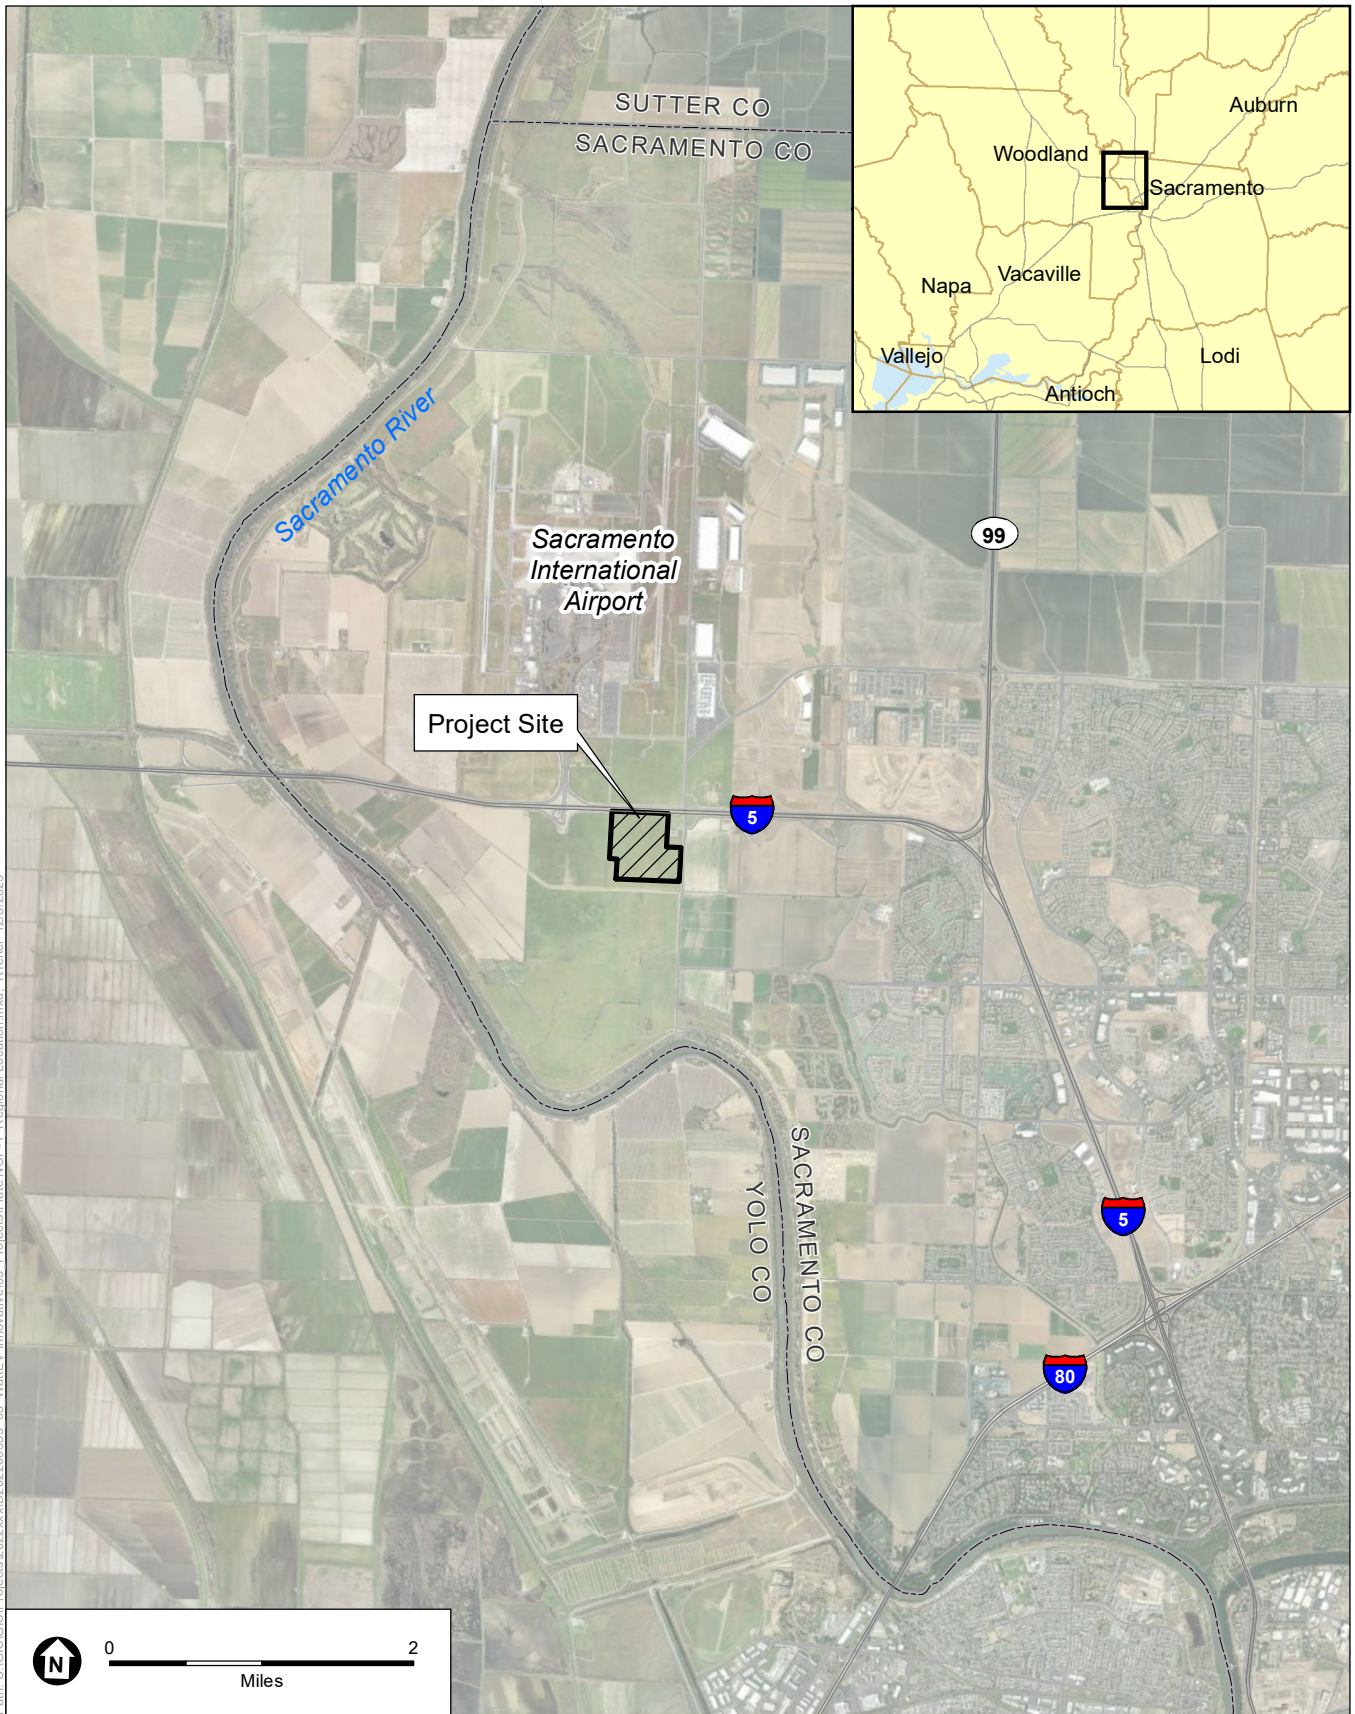 SUTTER CO
SACRAMENTO CO
Auburn
Woodland
Sacramento
Vacaville
Napa
Vallejo
Lodi
Antioch
Sacramento River
Sacramento
International
Airport
99
Project Site
5
SACRAMENTO CO
YOLO CO
5
80
N
0 2
Miles